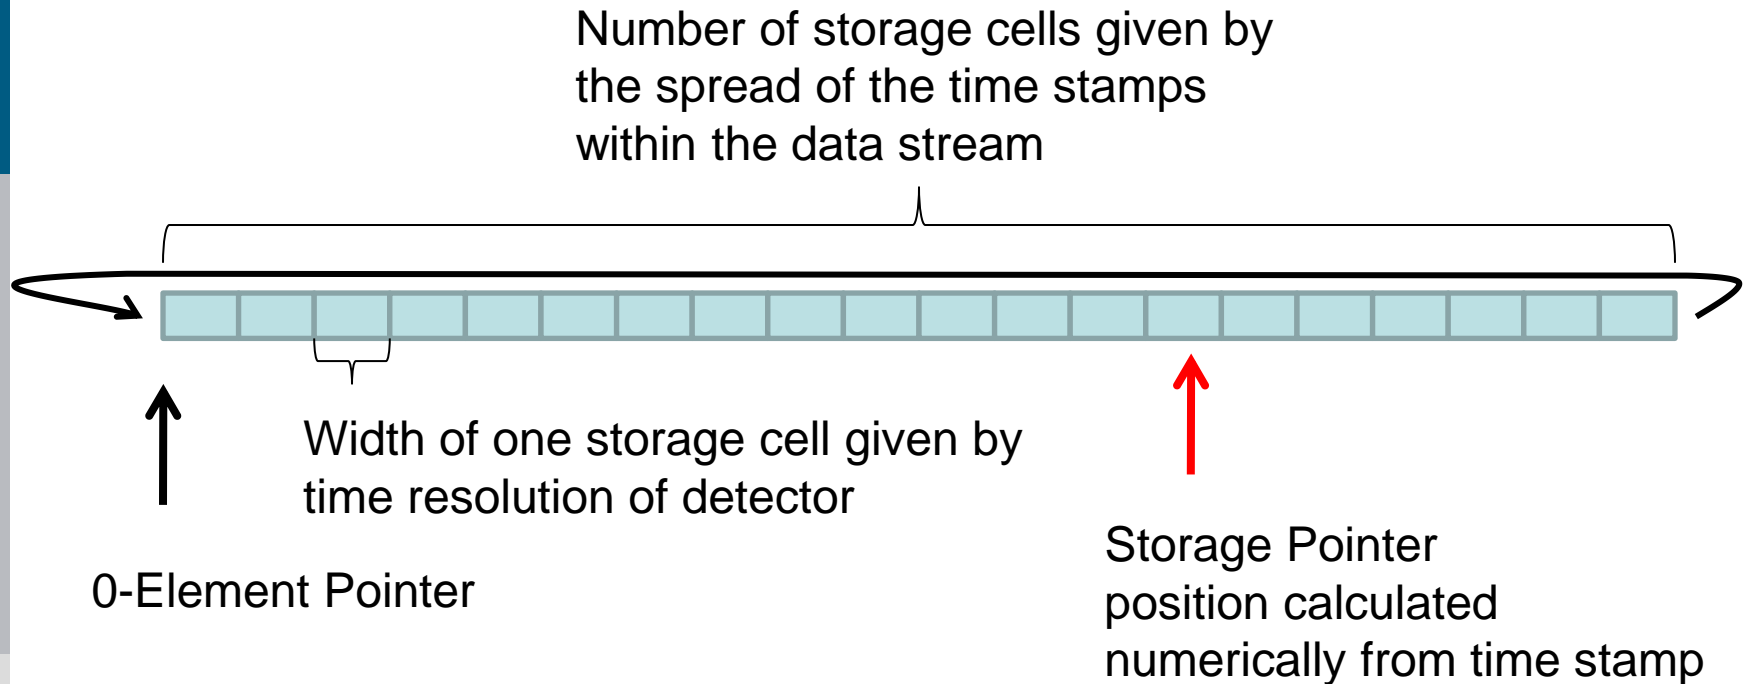 Number of storage cells given by
the spread of the time stamps
within the data stream
Width of one storage cell given by
time resolution of detector
0-Element Pointer
Storage Pointer
position calculated
numerically from time stamp